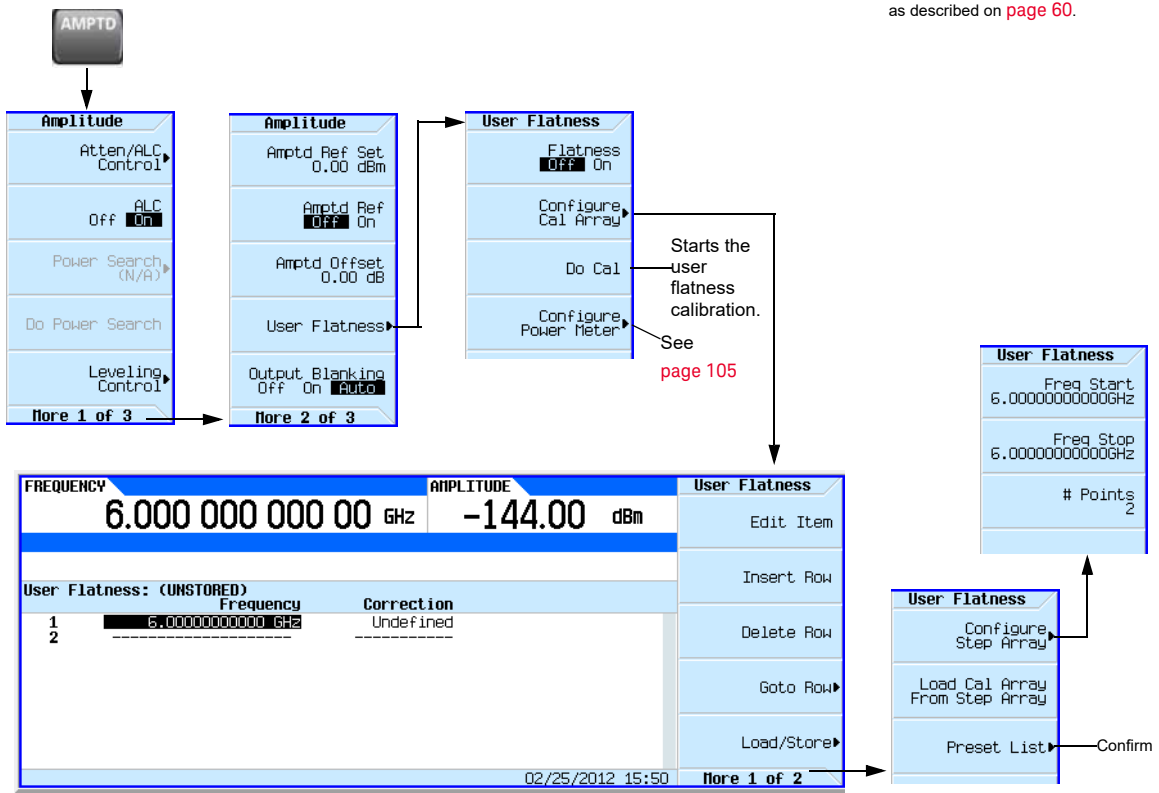 as described on page 60.
AMPTD
Amplitude
Atten/ALC
Control
ALC
Off On
Power Search
(N/A)
Do Power Search
Leveling
Control
More 1 of 3
Amplitude
Amptd Ref Set
0.00 dBm
Amptd Ref
Off On
Amptd Offset
0.00 dB
User Flatness
Output Blanking
Off On Auto
More 2 of 3
User Flatness
Flatness
Off On
Configure
Cal Array
Do Cal
Configure
Power Meter
Starts the
user
flatness
calibration.
See
page 105
User Flatness
Freq Start
6.00000000000GHz
Freq Stop
6.00000000000GHz
# Points
2
FREQUENCY
6.000 000 000 00 GHz
AMPLITUDE
-144.00 dBm
User Flatness: (UNSTORED)
Frequency Correction
1 6.00000000000 GHz Undefined
2 -------------------- -----------
02/25/2012 15:50
User Flatness
Edit Item
Insert Row
Delete Row
Goto Row
Load/Store
More 1 of 2
User Flatness
Configure
Step Array
Load Cal Array
From Step Array
Preset List
Confirm